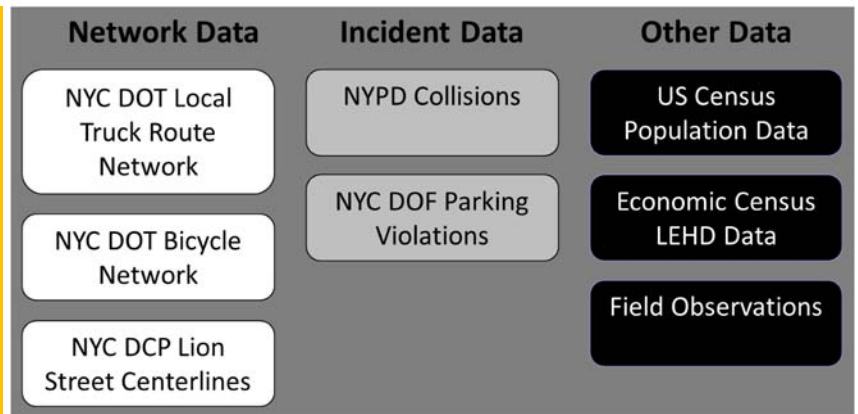 Network Data
NYC DOT Local
Truck Route
Network
NYC DOT Bicycle
Network
NYC DCP Lion
Street Centerlines
Incident Data
NYPD Collisions
NYC DOF Parking
Violations
Other Data
US Census
Population Data
Economic Census
LEHD Data
Field Observations